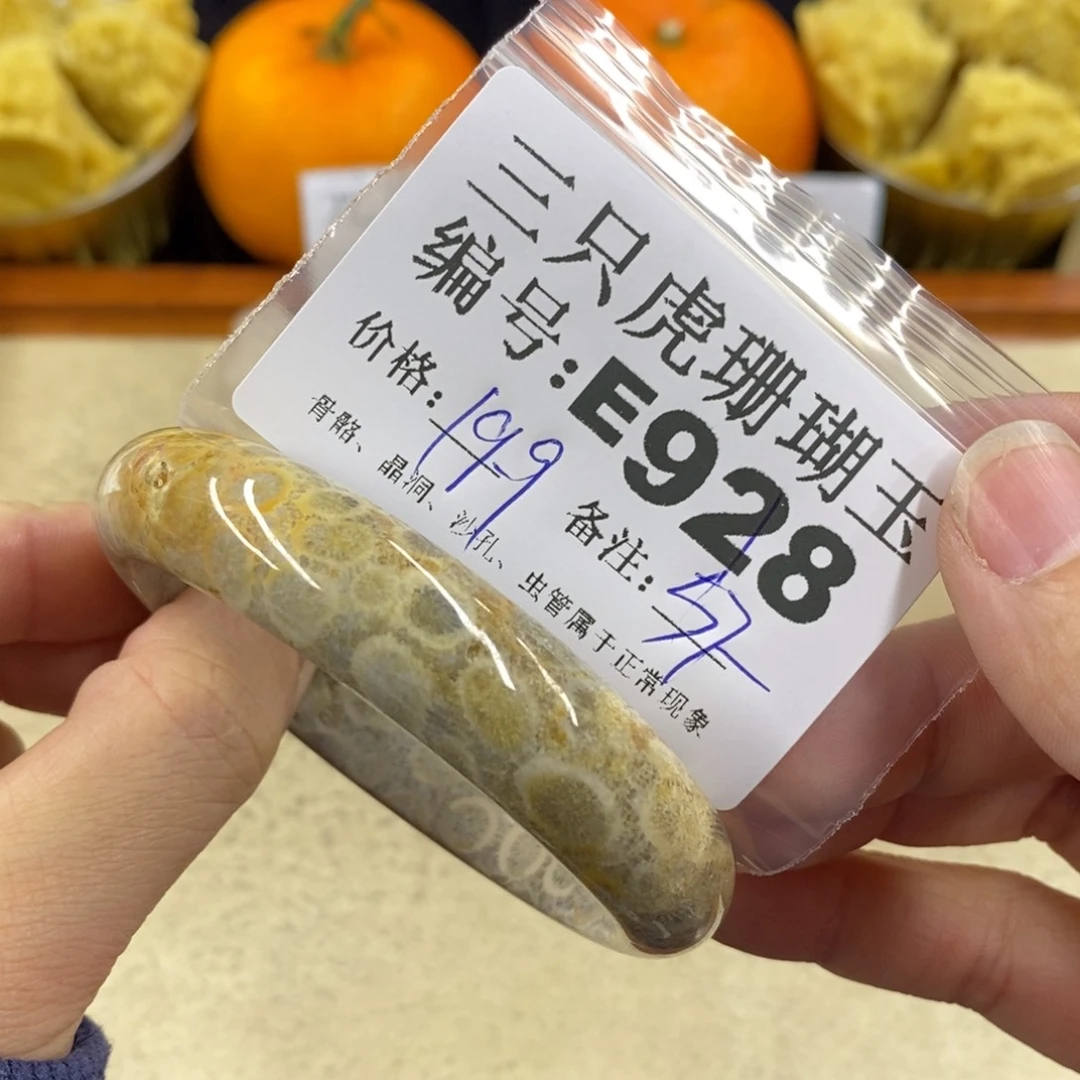 三只虎珊瑚玉
编号:E928
价格:199 备注:57
骨骼、晶洞、沙孔、虫管属于正常现象